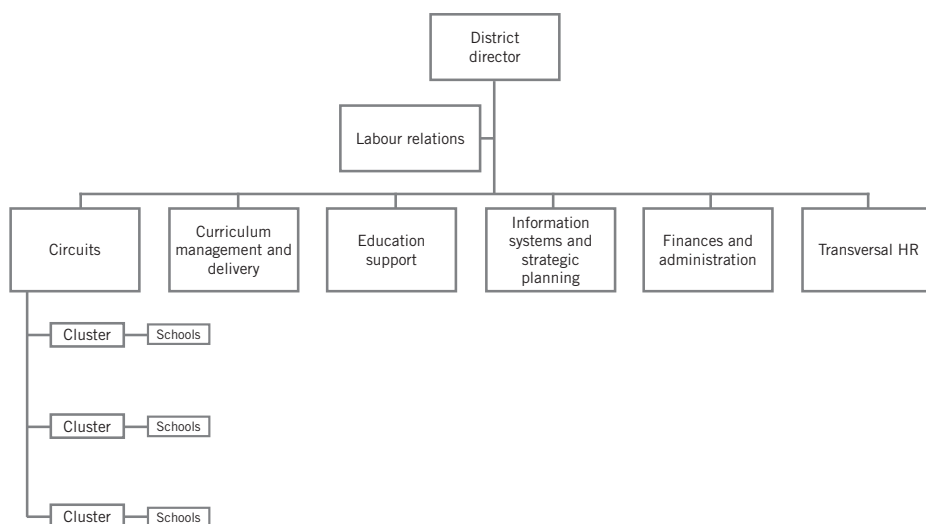 District
director
Labour relations
Circuits
Curriculum
management and
delivery
Education
support
Information
systems and
strategic
planning
Finances and
administration
Transversal HR
Cluster
Schools
Cluster
Schools
Cluster
Schools